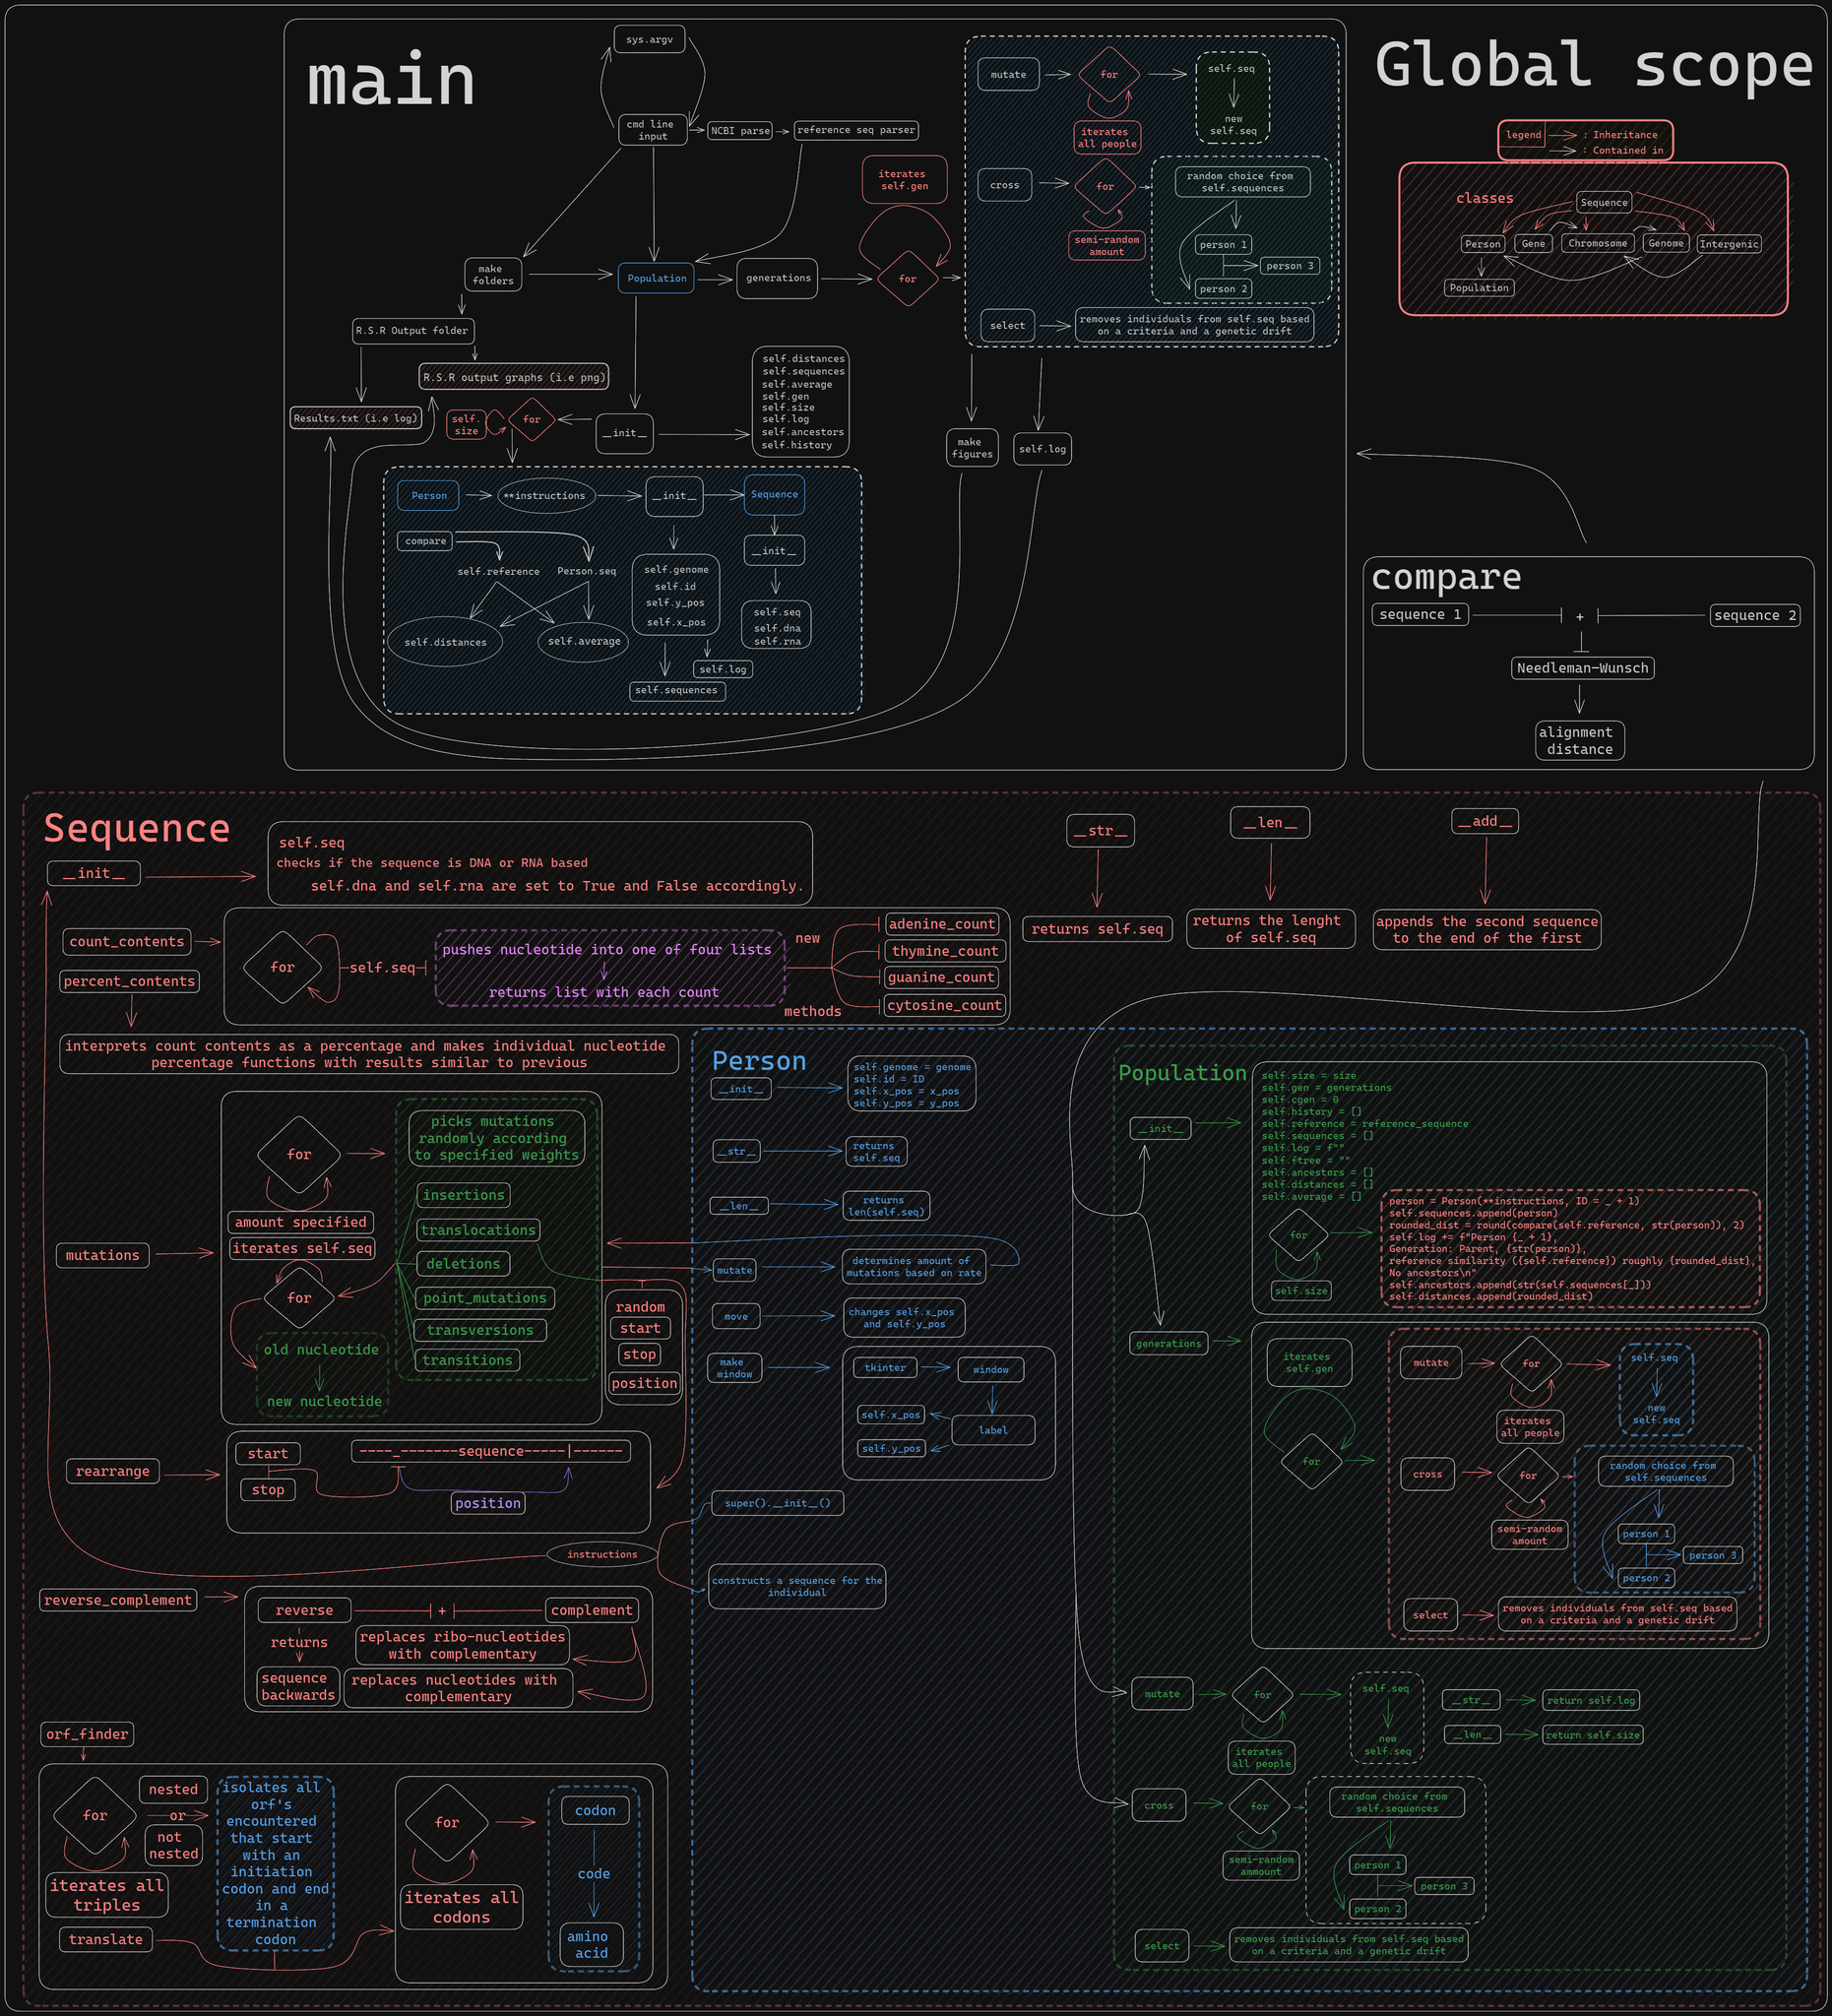 main
sys.argv
cmd line
input
NCBI parse
reference seq parser
make
folders
Population
generations
iterates
self.gen
for
R.S.R Output folder
R.S.R output graphs (i.e png)
Results.txt (i.e log)
self.
size
for
__init__
self.distances
self.sequences
self.average
self.gen
self.size
self.log
self.ancestors
self.history
Person
**instructions
__init__
Sequence
compare
self.reference
Person.seq
self.distances
self.average
self.genome
self.id
self.y_pos
self.x_pos
self.log
self.sequences
__init__
self.seq
self.dna
self.rna
mutate
for
iterates
all people
self.seq
new
self.seq
cross
for
semi-random
amount
random choice from
self.sequences
person 1
person 3
person 2
select
removes individuals from self.seq based
on a criteria and a genetic drift
make
figures
self.log
Global scope
legend
: Inheritance
: Contained in
classes
Sequence
Person
Gene
Chromosome
Genome
Intergenic
Population
compare
sequence 1
+
sequence 2
Needleman-Wunsch
alignment
distance
Sequence
__init__
self.seq
checks if the sequence is DNA or RNA based
self.dna and self.rna are set to True and False accordingly.
__str__
returns self.seq
__len__
returns the lenght
of self.seq
__add__
appends the second sequence
to the end of the first
count_contents
percent_contents
for
self.seq
pushes nucleotide into one of four lists
returns list with each count
new
methods
adenine_count
thymine_count
guanine_count
cytosine_count
interprets count contents as a percentage and makes individual nucleotide
percentage functions with results similar to previous
mutations
for
amount specified
iterates self.seq
for
old nucleotide
new nucleotide
picks mutations
randomly according
to specified weights
insertions
translocations
deletions
point_mutations
transversions
transitions
random
start
stop
position
rearrange
start
stop
----_-------sequence-----|------
position
instructions
reverse_complement
reverse
+
complement
returns
sequence
backwards
replaces ribo-nucleotides
with complementary
replaces nucleotides with
complementary
orf_finder
for
iterates all
triples
nested
or
not
nested
isolates all
orf's
encountered
that start
with an
initiation
codon and end
in a
termination
codon
translate
for
iterates all
codons
codon
code
amino
acid
Person
__init__
self.genome = genome
self.id = ID
self.x_pos = x_pos
self.y_pos = y_pos
__str__
returns
self.seq
__len__
returns
len(self.seq)
mutate
determines amount of
mutations based on rate
move
changes self.x_pos
and self.y_pos
make
window
tkinter
window
self.x_pos
label
self.y_pos
super().__init__()
constructs a sequence for the
individual
Population
__init__
self.size = size
self.gen = generations
self.cgen = 0
self.history = []
self.reference = reference_sequence
self.sequences = []
self.log = f""
self.ftree = ""
self.ancestors = []
self.distances = []
self.average = []
for
self.size
person = Person(**instructions, ID = _ + 1)
self.sequences.append(person)
rounded_dist = round(compare(self.reference, str(person)), 2)
self.log += f"Person {_ + 1},
Generation: Parent, {str(person)},
reference similarity ({self.reference}) roughly {rounded_dist},
No ancestors\n"
self.ancestors.append(str(self.sequences[_]))
self.distances.append(rounded_dist)
generations
iterates
self.gen
for
mutate
for
iterates
all people
self.seq
new
self.seq
cross
for
semi-random
amount
random choice from
self.sequences
person 1
person 3
person 2
select
removes individuals from self.seq based
on a criteria and a genetic drift
mutate
for
iterates
all people
self.seq
new
self.seq
__str__
return self.log
__len__
return self.size
cross
for
semi-random
ammount
random choice from
self.sequences
person 1
person 3
person 2
select
removes individuals from self.seq based
on a criteria and a genetic drift